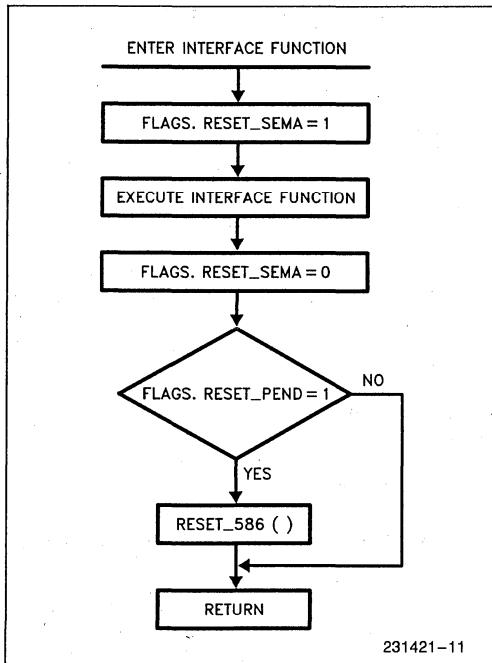 ENTER INTERFACE FUNCTION
FLAGS. RESET_SEMA = 1
EXECUTE INTERFACE FUNCTION
FLAGS. RESET_SEMA = 0
FLAGS. RESET_PEND = 1
NO
YES
RESET_586 ( )
RETURN
231421-11